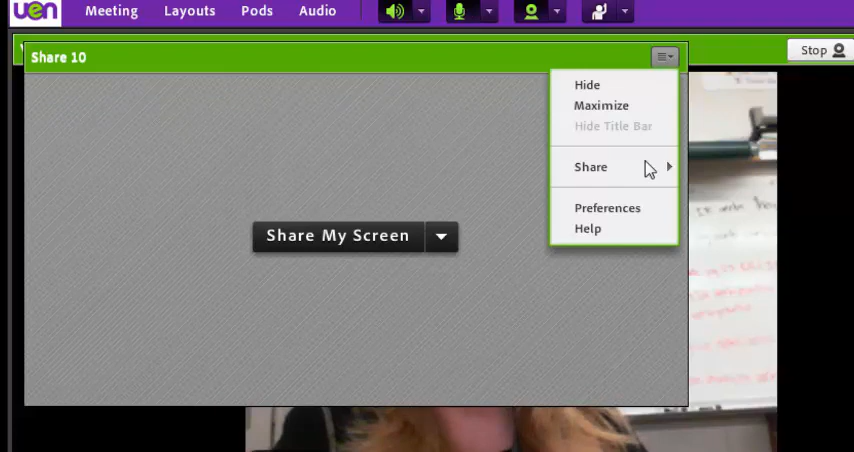 uen Meeting Layouts Pods Audio
Share 10
Stop
Hide
Maximize
Hide Title Bar
Share
Share My Screen
Preferences
Help